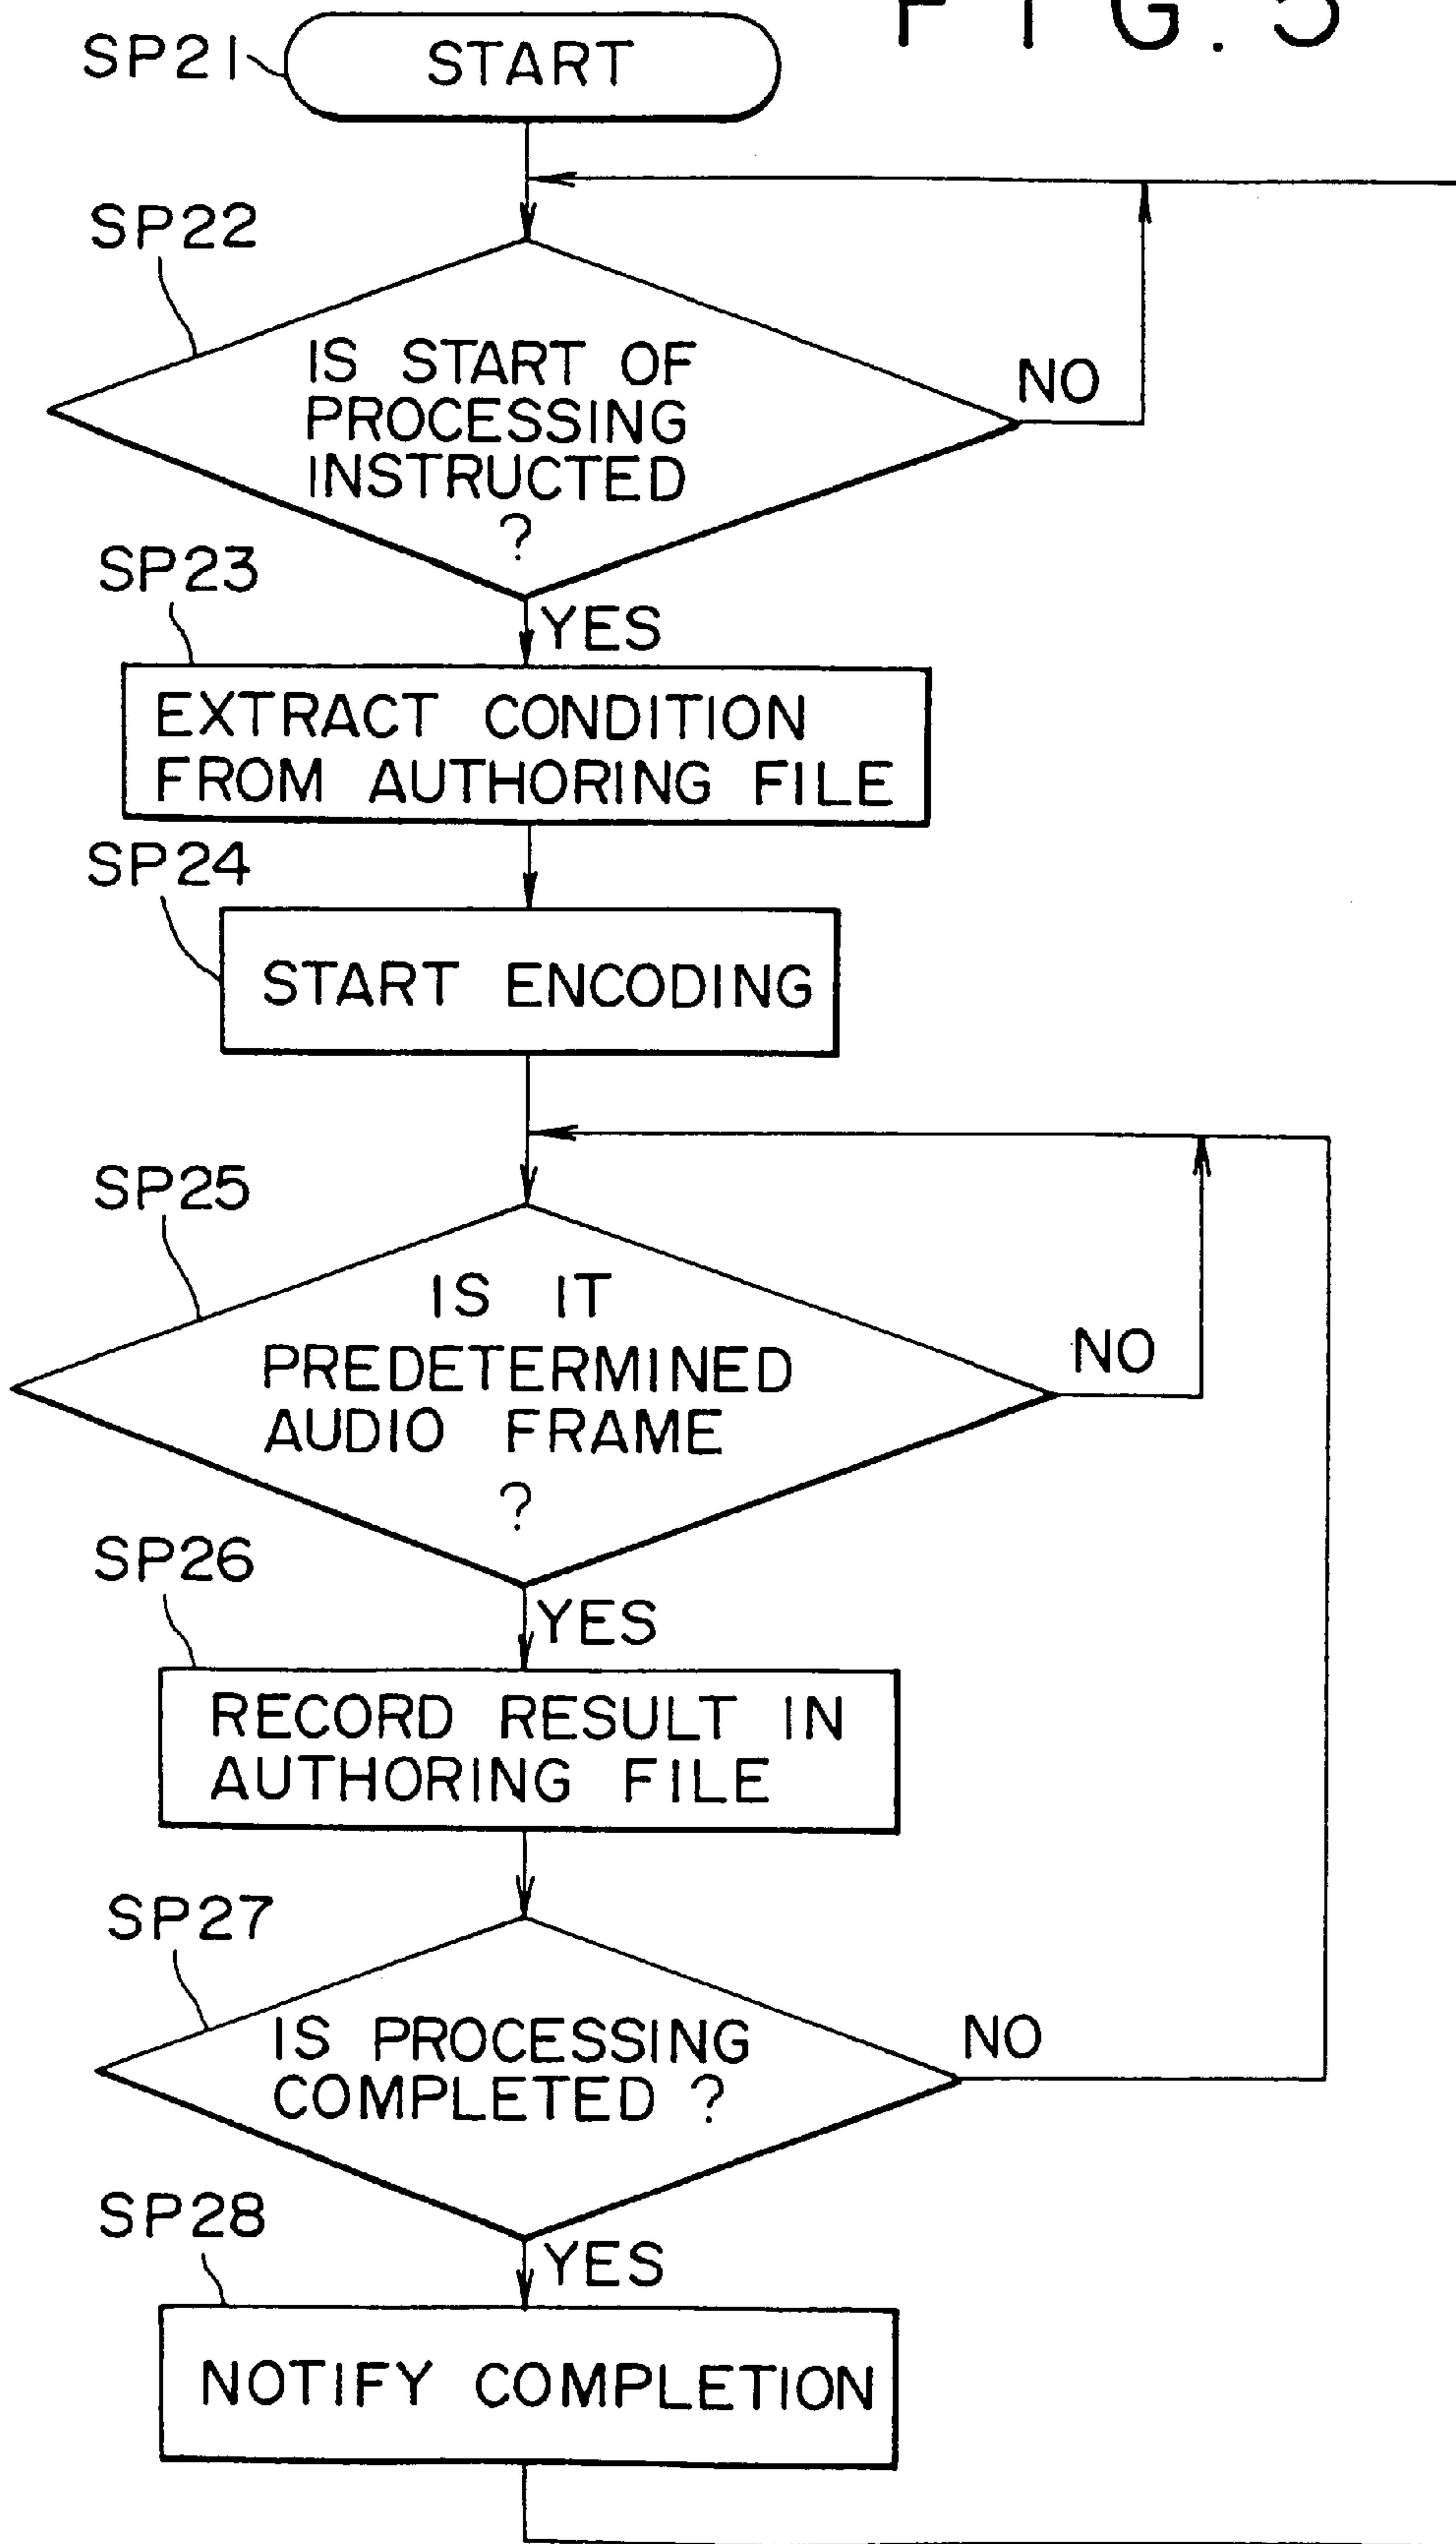 FIG. 5
SP21
START
SP22
IS START OF
PROCESSING
INSTRUCTED
?
NO
YES
SP23
EXTRACT CONDITION
FROM AUTHORING FILE
SP24
START ENCODING
SP25
IS IT
PREDETERMINED
AUDIO FRAME
?
NO
YES
SP26
RECORD RESULT IN
AUTHORING FILE
SP27
IS PROCESSING
COMPLETED ?
NO
YES
SP28
NOTIFY COMPLETION